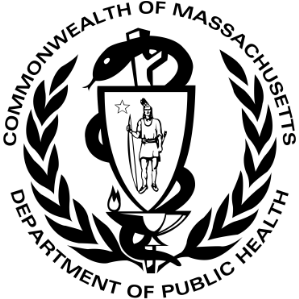 COMMONWEALTH OF MASSACHUSETTS
DEPARTMENT OF PUBLIC HEALTH